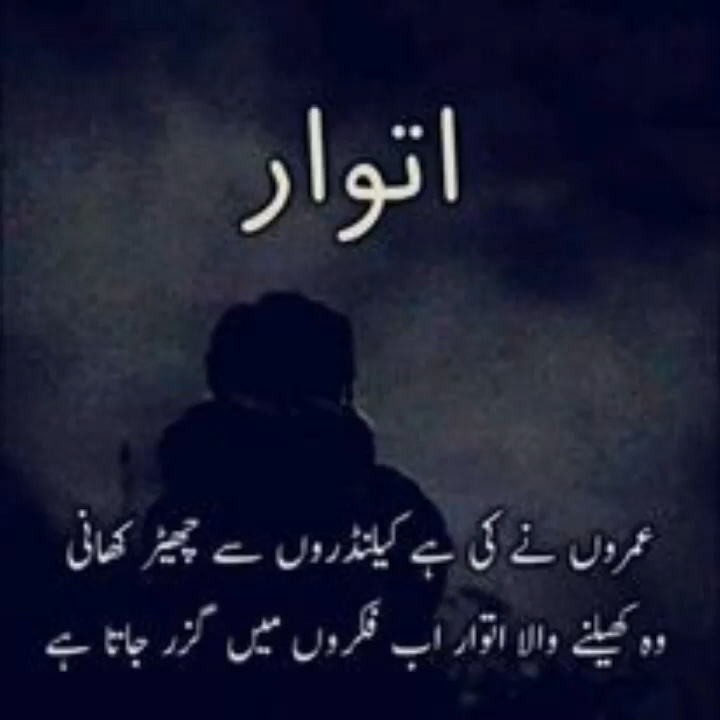 اتوار
عمروں نے کی ہے کیلنڈروں سے چھیڑ کھانی
وہ کھیلنے والا اتوار اب فکروں میں گزر جاتا ہے